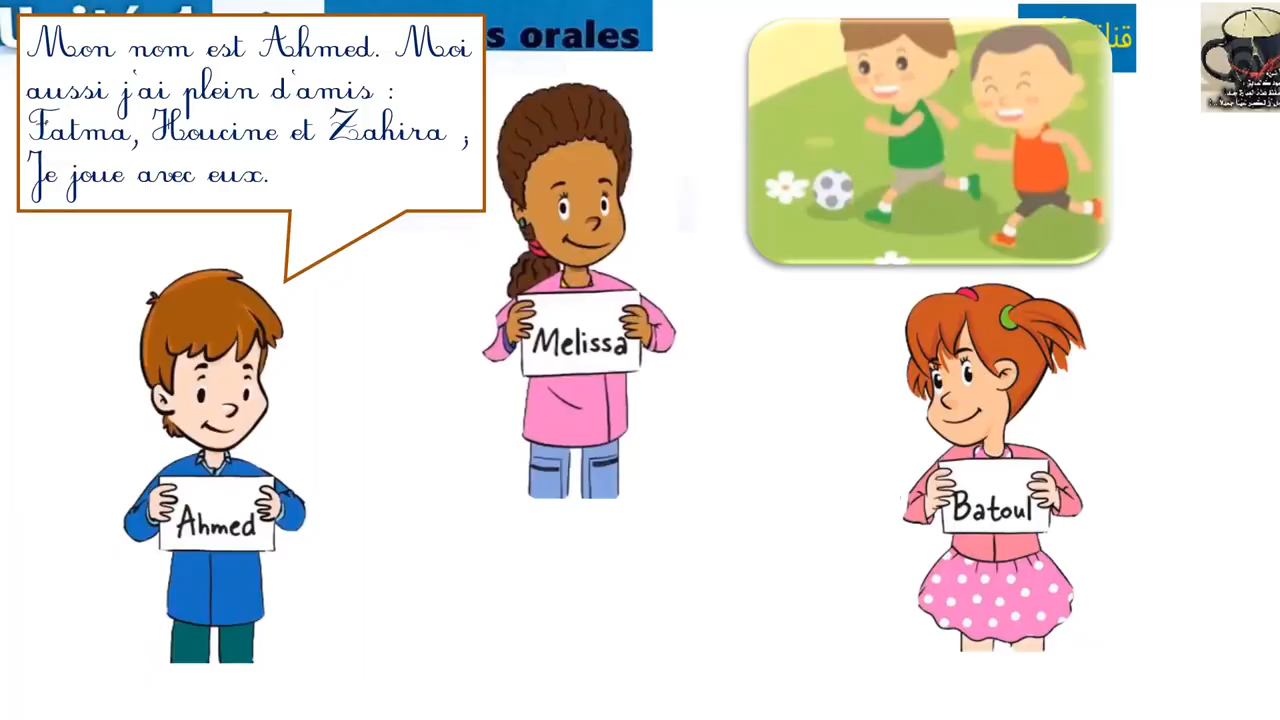 s orales
Mon nom est Ahmed. Moi
aussi j'ai plein d'amis :
Fatma, Houcine et Zahira ;
Je joue avec eux.
Melissa
Ahmed
Batoul